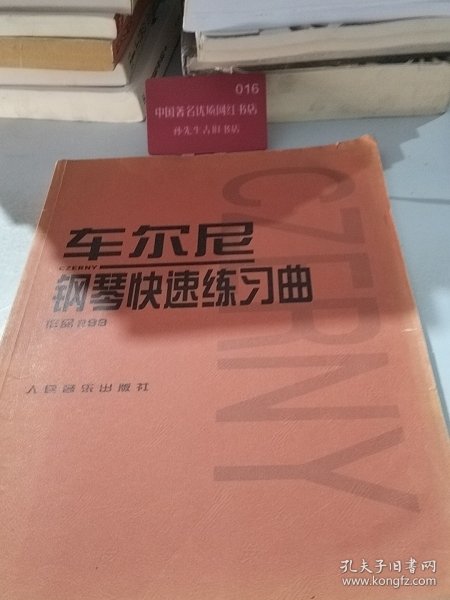 016
中国著名优质网红书店
孙先生古旧书店
CZERNY
车尔尼
CZERNY
钢琴快速练习曲
作品299
人民音乐出版社
孔夫子旧书网
www.kongfz.com